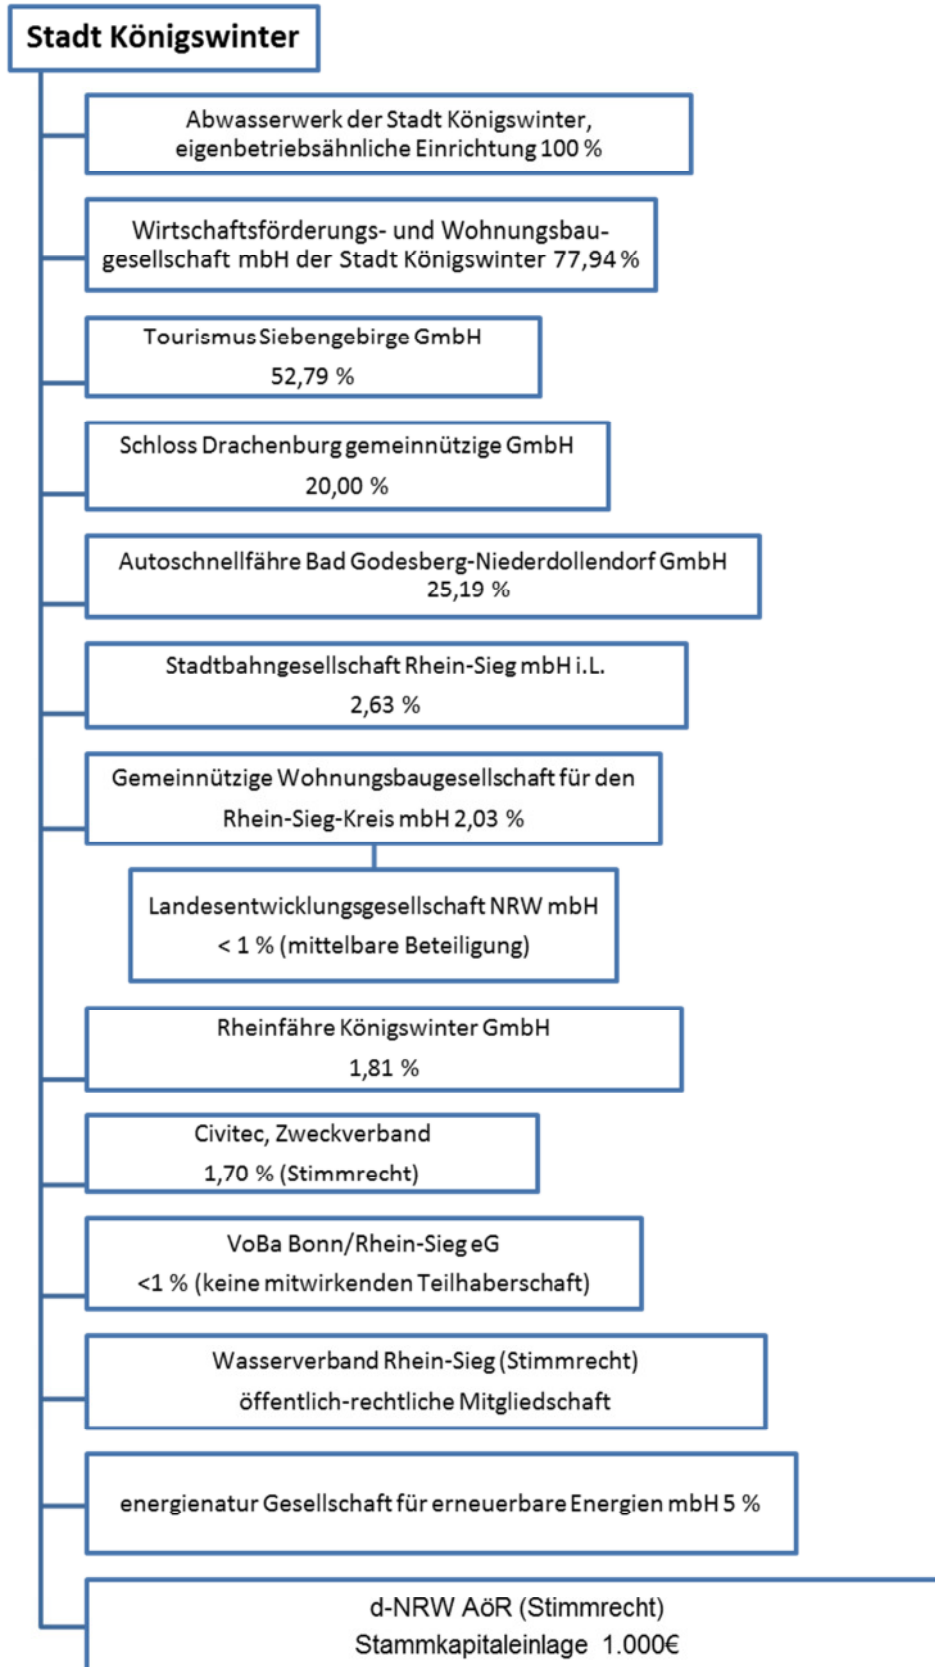 Stadt Königswinter
Abwasserwerk der Stadt Königswinter,
eigenbetriebsähnliche Einrichtung 100 %
Wirtschaftsförderungs- und Wohnungsbau-
gesellschaft mbH der Stadt Königswinter 77,94 %
Tourismus Siebengebirge GmbH
52,79 %
Schloss Drachenburg gemeinnützige GmbH
20,00 %
Autoschnellfähre Bad Godesberg-Niederdollendorf GmbH
25,19 %
Stadtbahngesellschaft Rhein-Sieg mbH i.L.
2,63 %
Gemeinnützige Wohnungsbaugesellschaft für den
Rhein-Sieg-Kreis mbH 2,03 %
Landesentwicklungsgesellschaft NRW mbH
< 1 % (mittelbare Beteiligung)
Rheinfähre Königswinter GmbH
1,81 %
Civitec, Zweckverband
1,70 % (Stimmrecht)
VoBa Bonn/Rhein-Sieg eG
<1 % (keine mitwirkenden Teilhaberschaft)
Wasserverband Rhein-Sieg (Stimmrecht)
öffentlich-rechtliche Mitgliedschaft
energienatur Gesellschaft für erneuerbare Energien mbH 5 %
d-NRW AöR (Stimmrecht)
Stammkapitaleinlage 1.000€